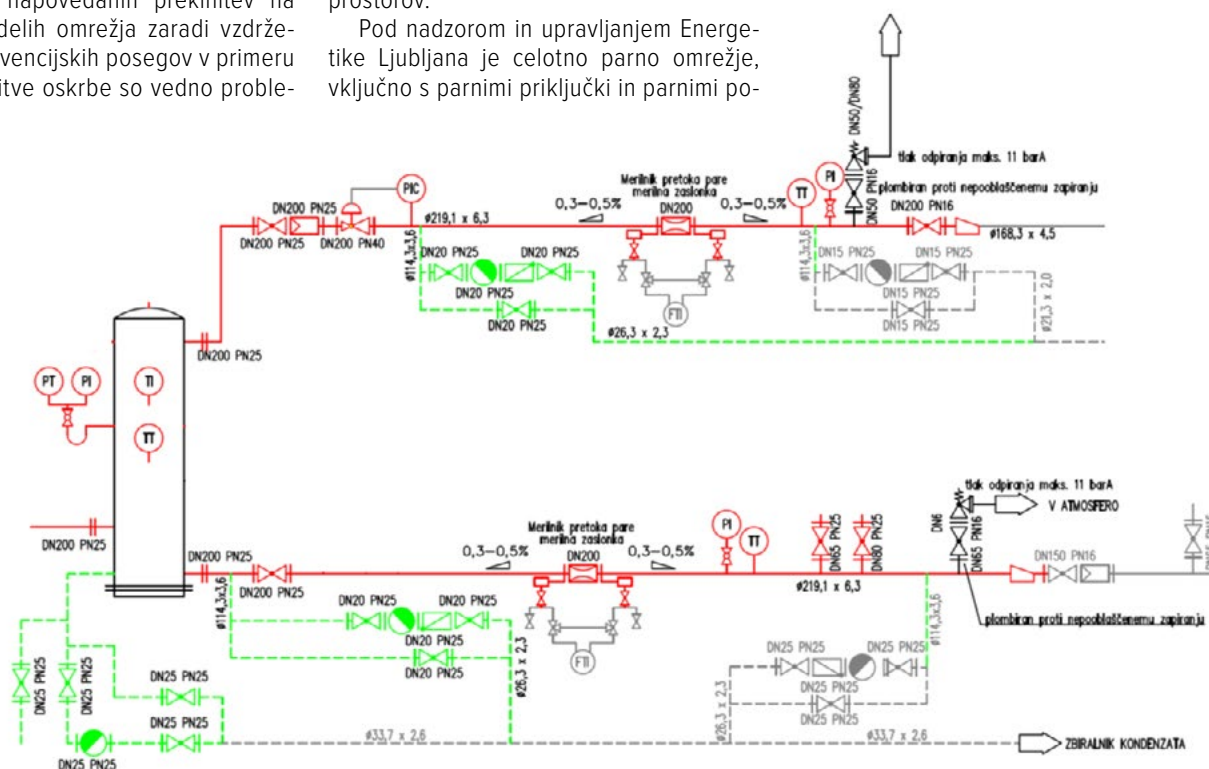 napovedanih prekinitev na
delih omrežja zaradi vzdrže-
vencijskih posegov v primeru
itve oskrbe so vedno proble-
prostorov.
Pod nadzorom in upravljanjem Energe-
tike Ljubljana je celotno parno omrežje,
vključno s parnimi priključki in parnimi po-
DN50/DN80
tlak odpiranja maks. 11 barA
plombiran proti nepooblaščenemu zapiranju
DN50 PN16
PI
TT
DN200 PN16
Ø168,3 x 4,5
Merilnik pretoka pare
merilna zaslonka
DN200
0,3-0,5%
0,3-0,5%
PIC
DN200 PN25
DN200 PN25
DN200 PN40
Ø219,1 x 6,3
Ø114,3x3,6
DN20 PN25
DN20 PN25
DN20 PN25
DN20 PN25
Ø26,3 x 2,3
FTI
Ø114,3x3,6
DN15 PN25
DN15 PN25
DN15 PN25
DN15 PN25
Ø21,3 x 2,0
DN200 PN25
PT
PI
TI
TT
DN200 PN25
DN200 PN25
DN200 PN25
Ø114,3x3,6
0,3-0,5%
Merilnik pretoka pare
merilna zaslonka
DN200
0,3-0,5%
PI
TT
DN65 PN25
DN80 PN25
Ø219,1 x 6,3
tlak odpiranja maks. 11 barA
V ATMOSFERO
DN6
DN65 PN16
DN150 PN16
plombiran proti nepooblaščenemu zapiranju
Ø114,3x3,6
DN20 PN25
DN20 PN25
DN20 PN25
DN20 PN25
Ø26,3 x 2,3
FTI
DN25 PN25
DN25 PN25
DN25 PN25
DN25 PN25
Ø26,3 x 2,3
DN25 PN25
DN25 PN25
DN25 PN25
DN25 PN25
DN25 PN25
Ø33,7 x 2,6
Ø33,7 x 2,6
ZBIRALNIK KONDENZATA